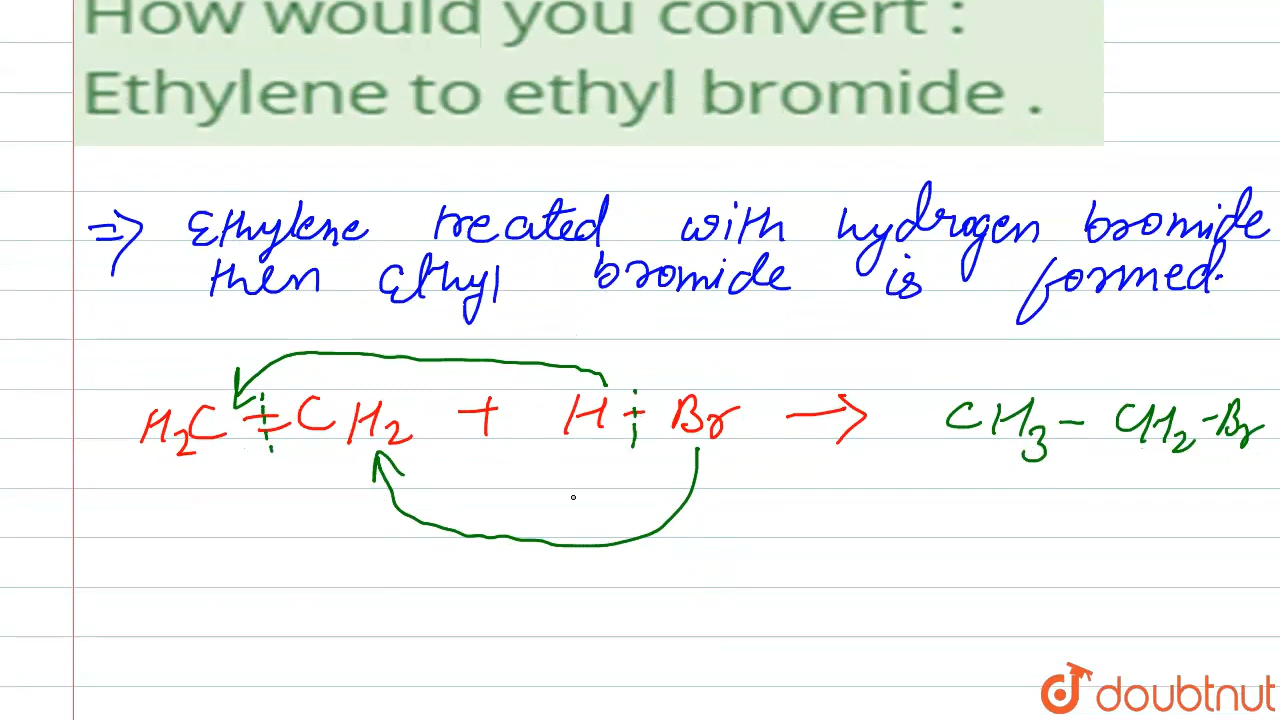 How would you convert :
Ethylene to ethyl bromide .
=> Ethylene treated with hydrogen bromide
then Ethyl bromide is formed.
H2C = CH2 + H - Br → CH3 - CH2 - Br
doubtnut